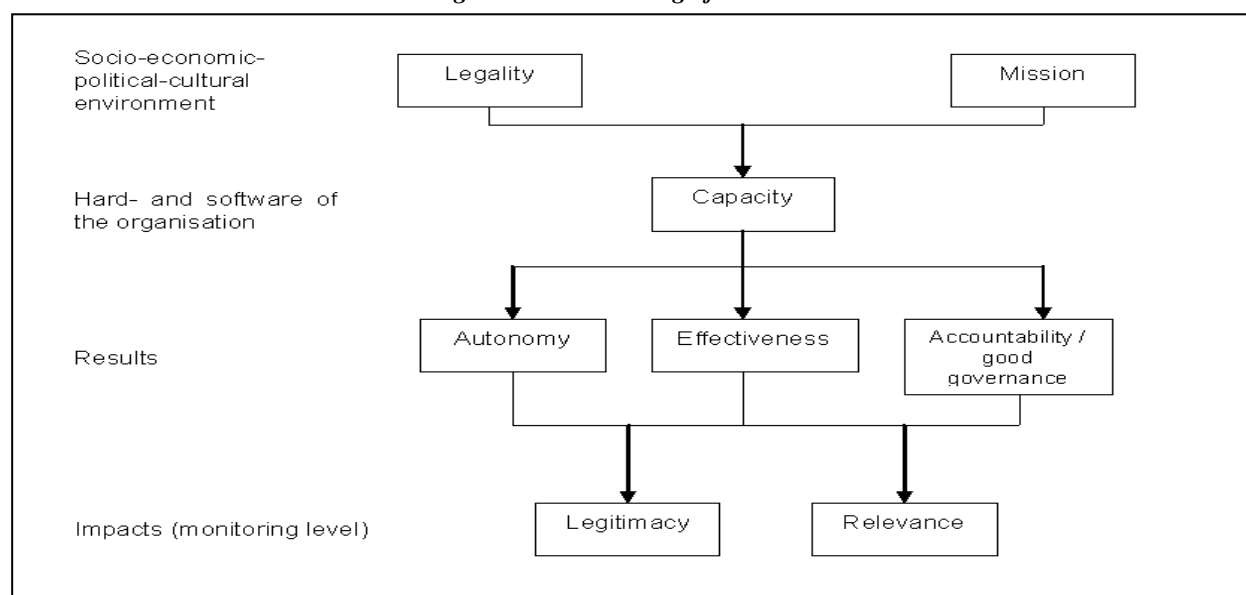 Socio-economic-
political-cultural
environment
Legality
Mission
Hard- and software of
the organisation
Capacity
Results
Autonomy
Effectiveness
Accountability /
good
governance
Impacts (monitoring level)
Legitimacy
Relevance